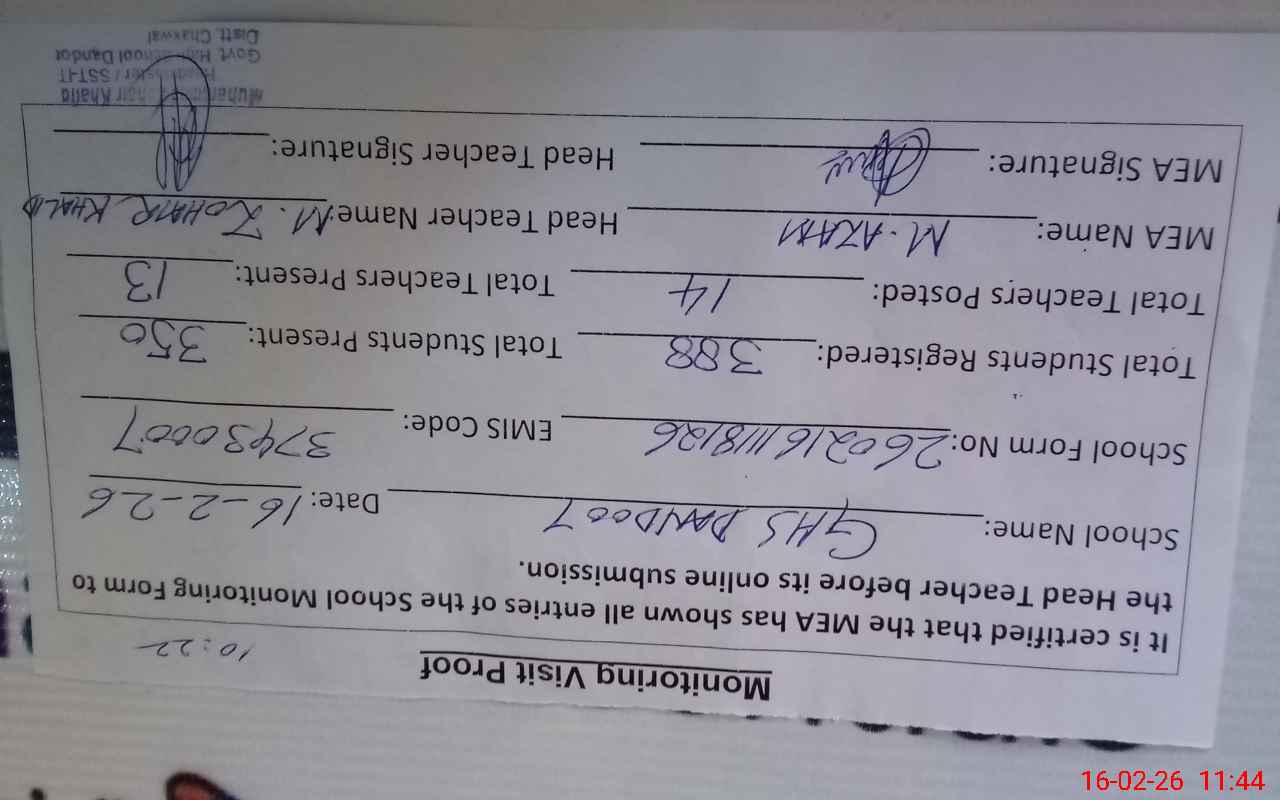 Monitoring Visit Proof
10:22
It is certified that the MEA has shown all entries of the School Monitoring Form to
the Head Teacher before its online submission.
School Name: GHS DANDOOT Date: 16-2-26
School Form No: 260216111818126 EMIS Code: 37430007
Total Students Registered: 388 Total Students Present: 350
Total Teachers Posted: 14 Total Teachers Present: 13
MEA Name: M. AZAM Head Teacher Name: M. ZOHAIR KHALID
MEA Signature: Head Teacher Signature:
Khalid
SST-IT
Govt. High School Dandot
Distt. Chakwal
16-02-26 11:44